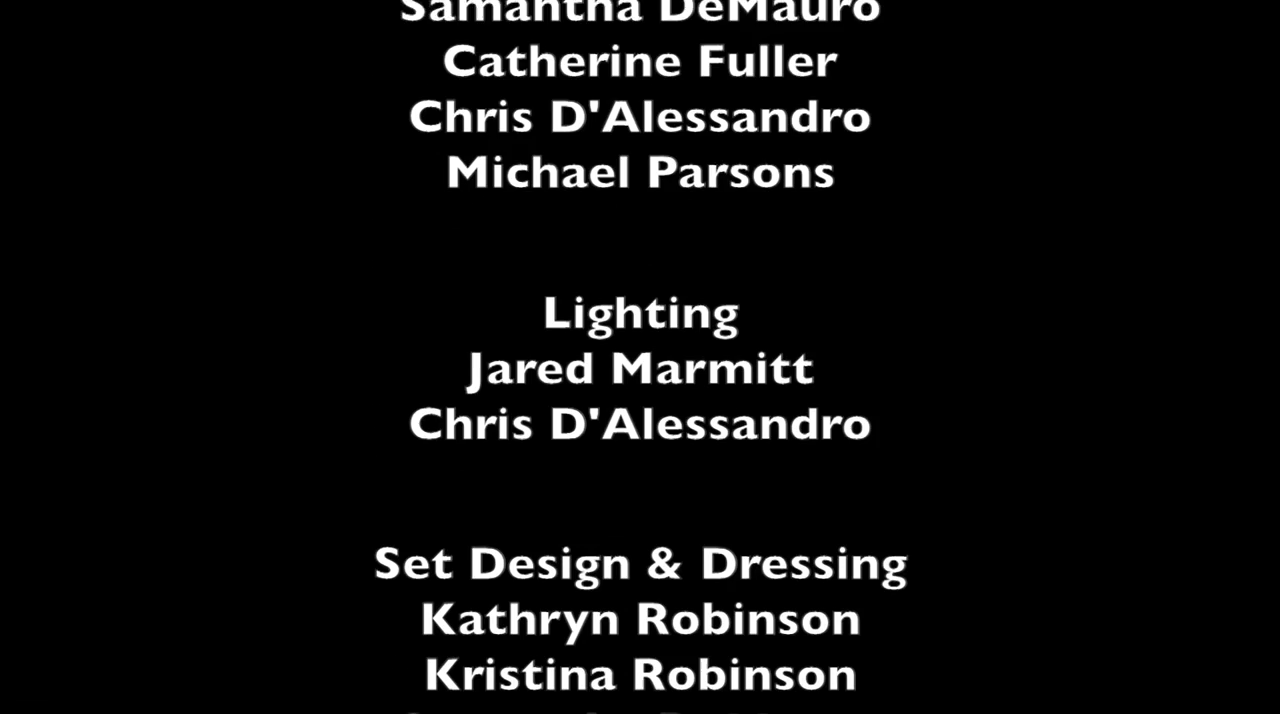 Samantha DeMauro
Catherine Fuller
Chris D'Alessandro
Michael Parsons
Lighting
Jared Marmitt
Chris D'Alessandro
Set Design & Dressing
Kathryn Robinson
Kristina Robinson